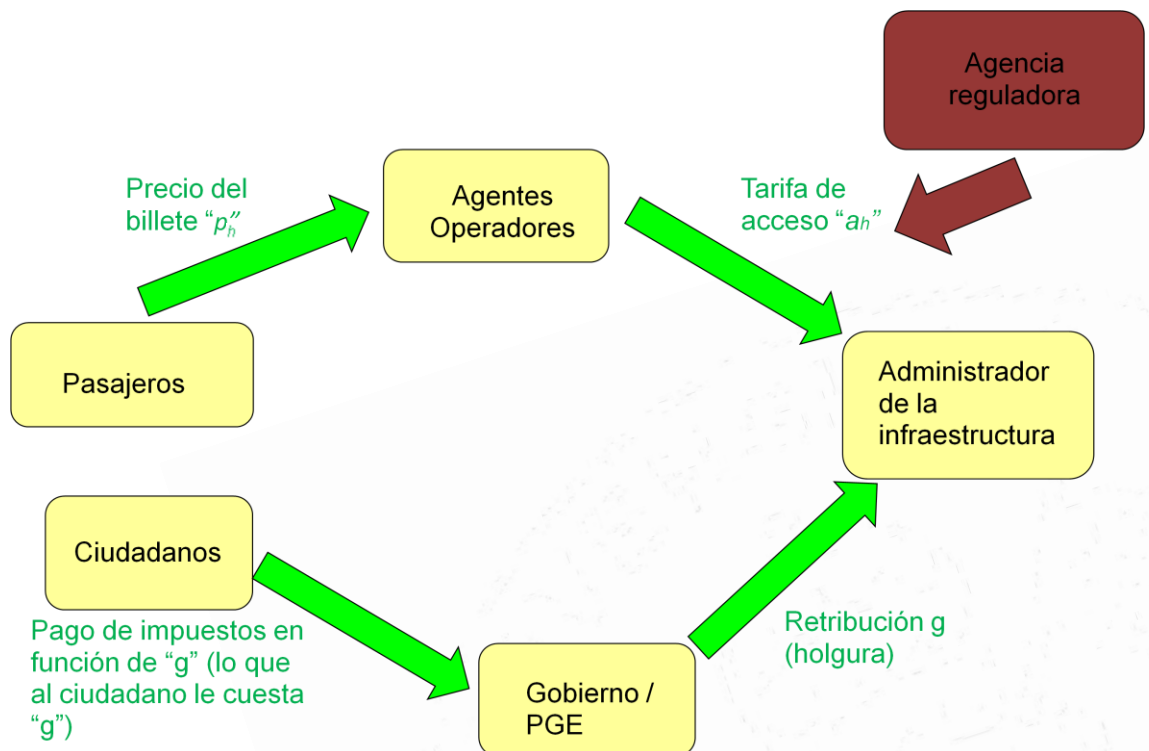 Agencia
reguladora
Precio del
billete “pₕ”
Agentes
Operadores
Tarifa de
acceso “aₕ”
Pasajeros
Administrador
de la
infraestructura
Ciudadanos
Pago de impuestos en
función de “g” (lo que
al ciudadano le cuesta
“g”)
Retribución g
(holgura)
Gobierno /
PGE